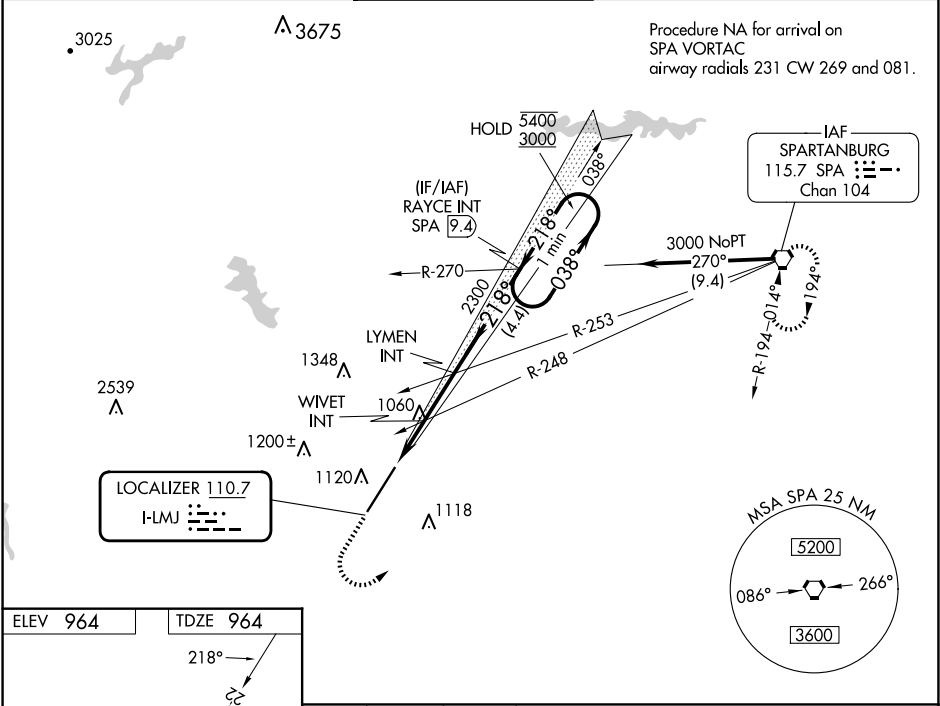 3025
3675
Procedure NA for arrival on
SPA VORTAC
airway radials 231 CW 269 and 081.
HOLD 5400
3000
038°
IAF
SPARTANBURG
115.7 SPA
Chan 104
(IF/IAF)
RAYCE INT
SPA 9.4
218°
1 min
038°
3000 NoPT
270°
(9.4)
R-270
194°
R-194-014°
2300
218°
(4.4)
R-253
R-248
LYMEN
INT
1348
2539
WIVET
INT
1060
1200±
1120
LOCALIZER 110.7
I-LMJ
1118
MSA SPA 25 NM
5200
086°
266°
3600
ELEV 964
TDZE 964
218°
22